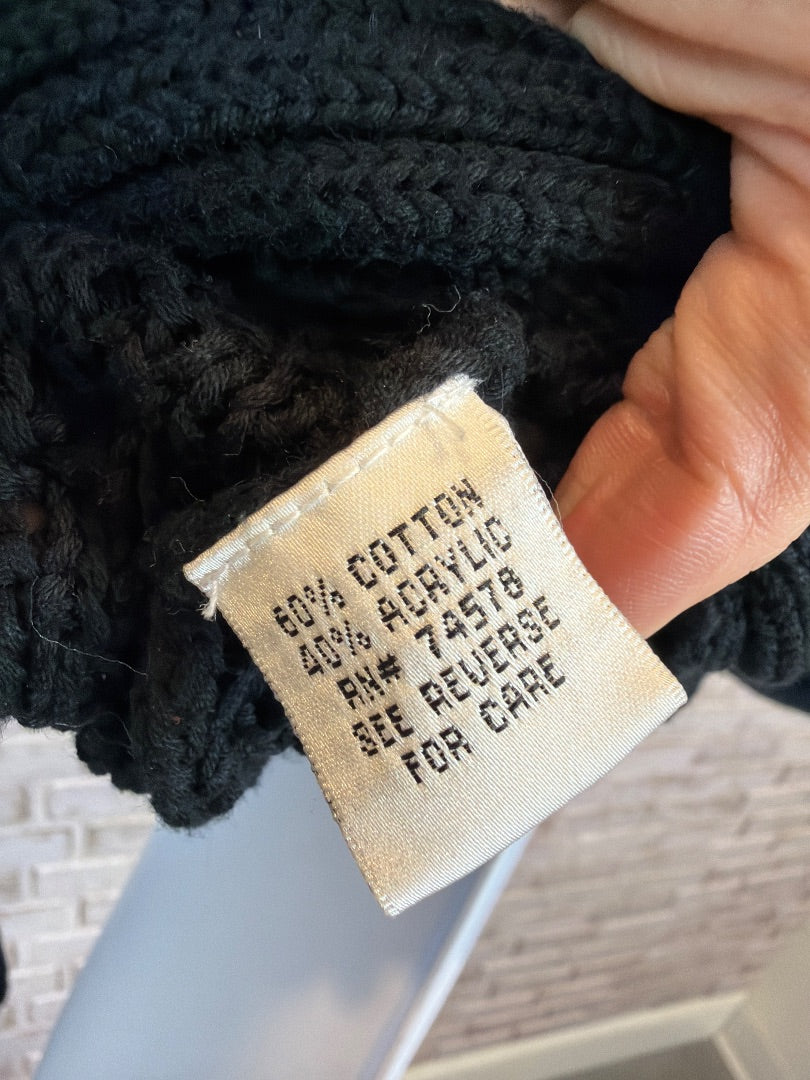 60% COTTON
40% ACRYLIC
RN# 74578
SEE REVERSE
FOR CARE